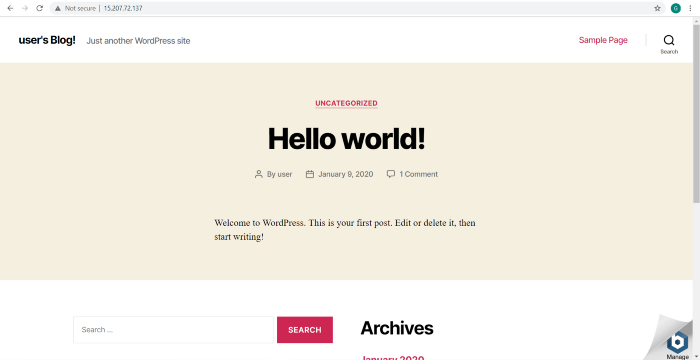 Not secure | 15.207.72.137
G
user's Blog! Just another WordPress site
Sample Page
Search
UNCATEGORIZED
Hello world!
By user January 9, 2020 1 Comment
Welcome to WordPress. This is your first post. Edit or delete it, then
start writing!
Search ...
SEARCH
Archives
January 2020
Manage